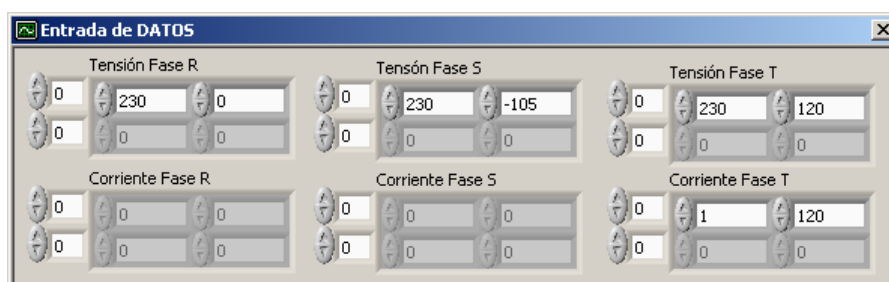 Entrada de DATOS
Tensión Fase R Tensón Fase S Tensión Fase T
0 230 0 0 230 -105 0 230 120
0 0 0 0 0 0 0 0 0
Corriente Fase R Corriente Fase S Corriente Fase T
0 0 0 0 0 0 0 1 120
0 0 0 0 0 0 0 0 0